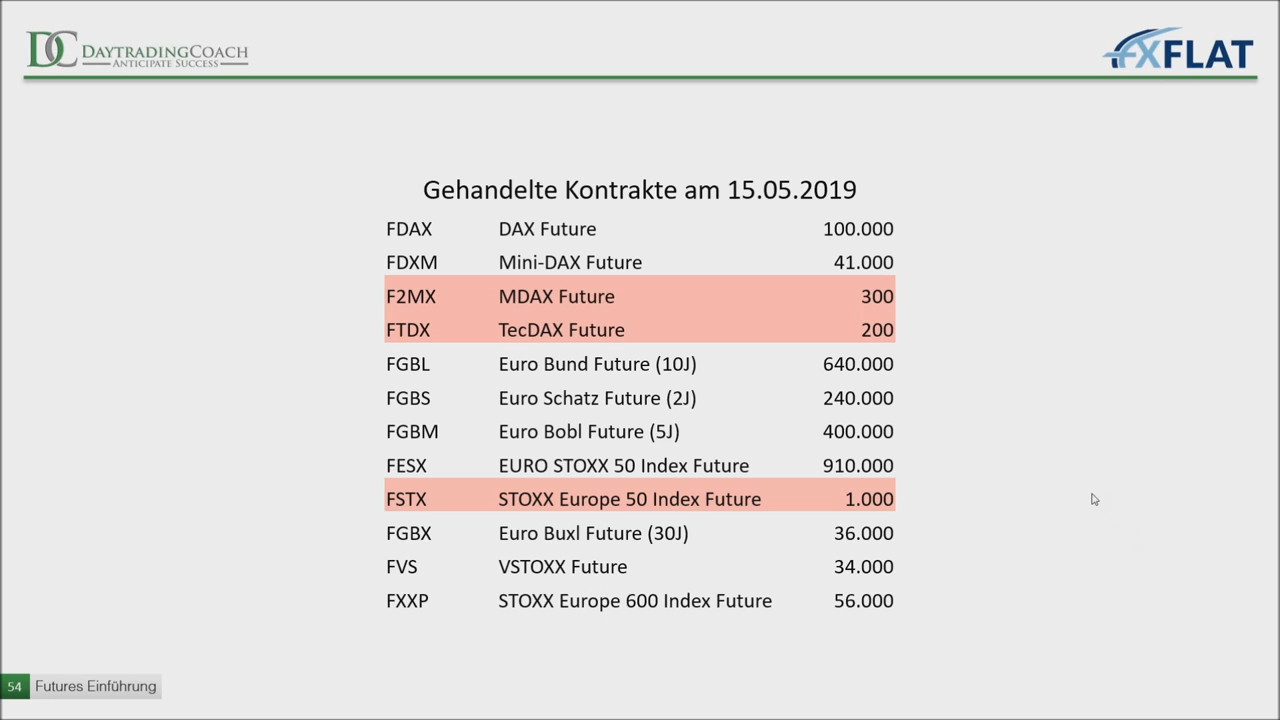 DC DAYTRADINGCOACH
ANTICIPATE SUCCESS
FXFLAT
Gehandelte Kontrakte am 15.05.2019
FDAX DAX Future 100.000
FDXM Mini-DAX Future 41.000
F2MX MDAX Future 300
FTDX TecDAX Future 200
FGBL Euro Bund Future (10J) 640.000
FGBS Euro Schatz Future (2J) 240.000
FGBM Euro Bobl Future (5J) 400.000
FESX EURO STOXX 50 Index Future 910.000
FSTX STOXX Europe 50 Index Future 1.000
FGBX Euro Buxl Future (30J) 36.000
FVS VSTOXX Future 34.000
FXXP STOXX Europe 600 Index Future 56.000
54 Futures Einführung